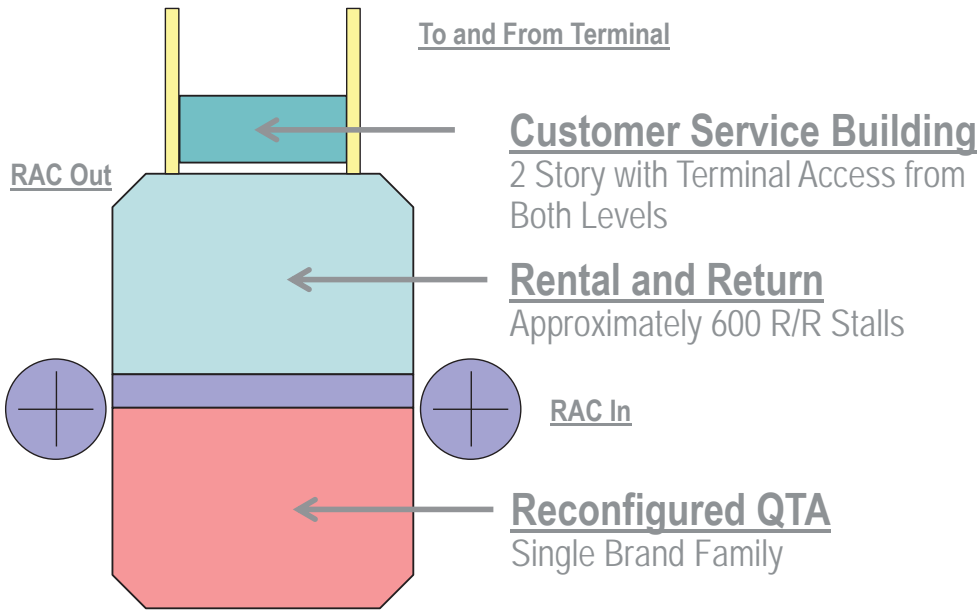 To and From Terminal
Customer Service Building
2 Story with Terminal Access from
Both Levels
RAC Out
Rental and Return
Approximately 600 R/R Stalls
RAC In
Reconfigured QTA
Single Brand Family